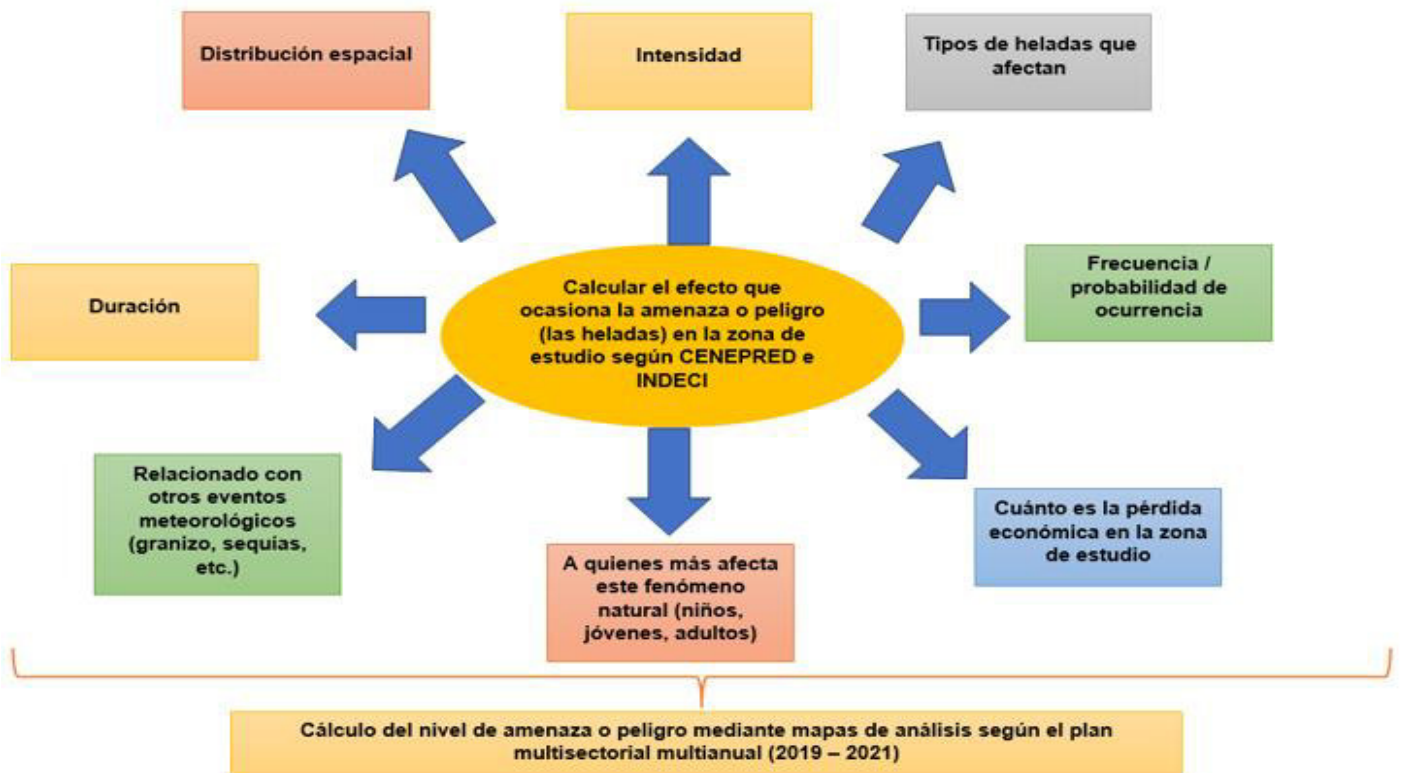 Distribución espacial
Intensidad
Tipos de heladas que
afectan
Duración
Calcular el efecto que
ocasiona la amenaza o peligro
(las heladas) en la zona de
estudio según CENEPRED e
INDECI
Frecuencia /
probabilidad de
ocurrencia
Relacionado con
otros eventos
meteorológicos
(granizo, sequias,
etc.)
A quienes más afecta
este fenómeno
natural (niños,
jóvenes, adultos)
Cuánto es la pérdida
económica en la zona
de estudio
Cálculo del nivel de amenaza o peligro mediante mapas de análisis según el plan
multisectorial multianual (2019 – 2021)